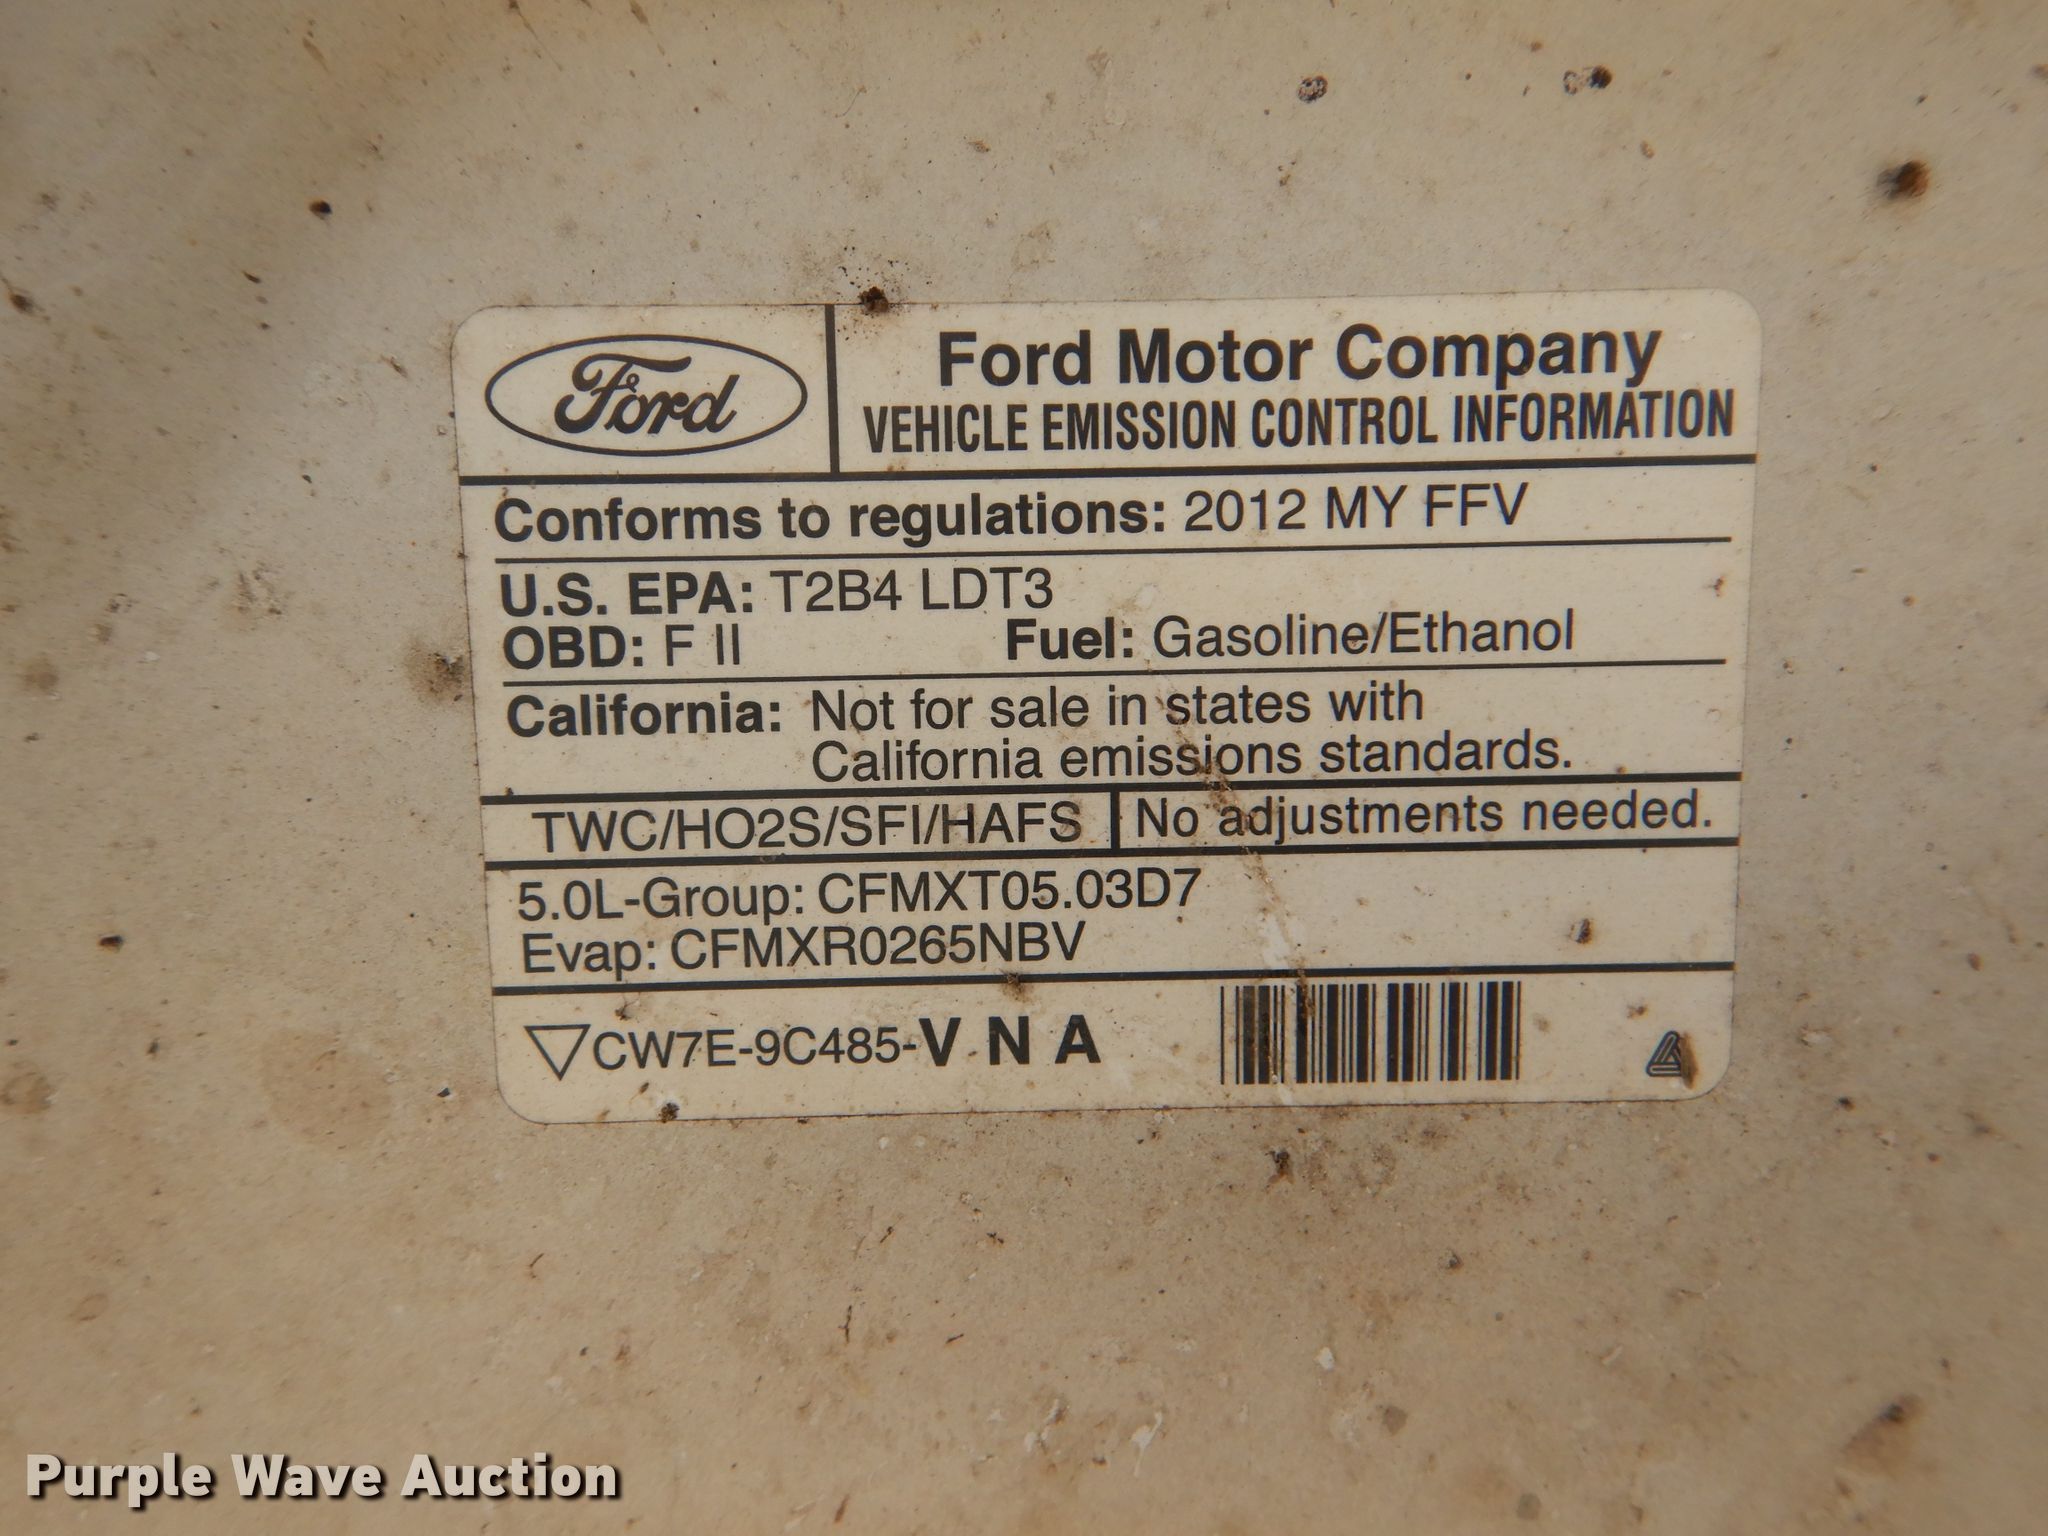 Ford
Ford Motor Company
VEHICLE EMISSION CONTROL INFORMATION
Conforms to regulations: 2012 MY FFV
U.S. EPA: T2B4 LDT3
OBD: F II Fuel: Gasoline/Ethanol
California: Not for sale in states with
California emissions standards.
TWC/HO2S/SFI/HAFS No adjustments needed.
5.0L-Group: CFMXT05.03D7
Evap: CFMXR0265NBV
▽CW7E-9C485-V N A
Purple Wave Auction